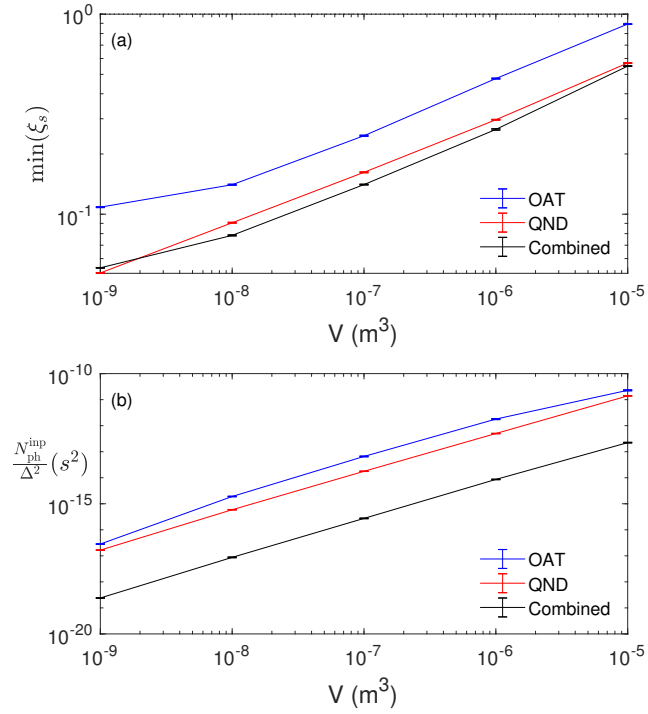 10^0
(a)
min(ξ_s)
10^-1
OAT
QND
Combined
10^-9 10^-8 10^-7 10^-6 10^-5
V (m^3)
10^-10
(b)
N_ph^inp/Δ^2 (s^2)
10^-15
OAT
QND
Combined
10^-20
10^-9 10^-8 10^-7 10^-6 10^-5
V (m^3)